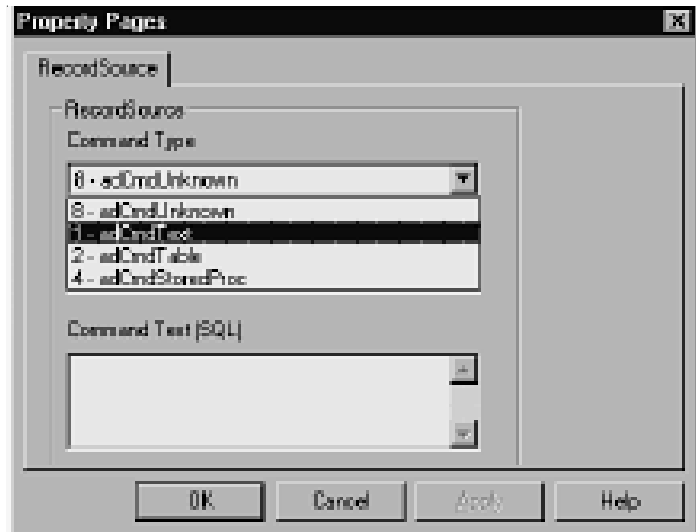 Property Pages
RecordSource
RecordSource
Command Type
8 - adCmdUnknown
8 - adCmdUnknown
1 - adCmdText
2 - adCmdTable
4 - adCmdStoredProc
Command Text (SQL)
OK
Cancel
Apply
Help